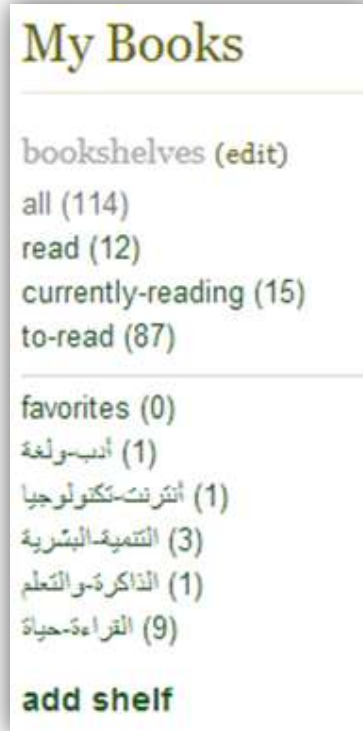 My Books
bookshelves (edit)
all (114)
read (12)
currently-reading (15)
to-read (87)
favorites (0)
أدب-ولغة (1)
أنترنت-تكنولوجيا (1)
التنمية-البشرية (3)
الذاكرة-والتعلم (1)
القراءة-حياة (9)
add shelf